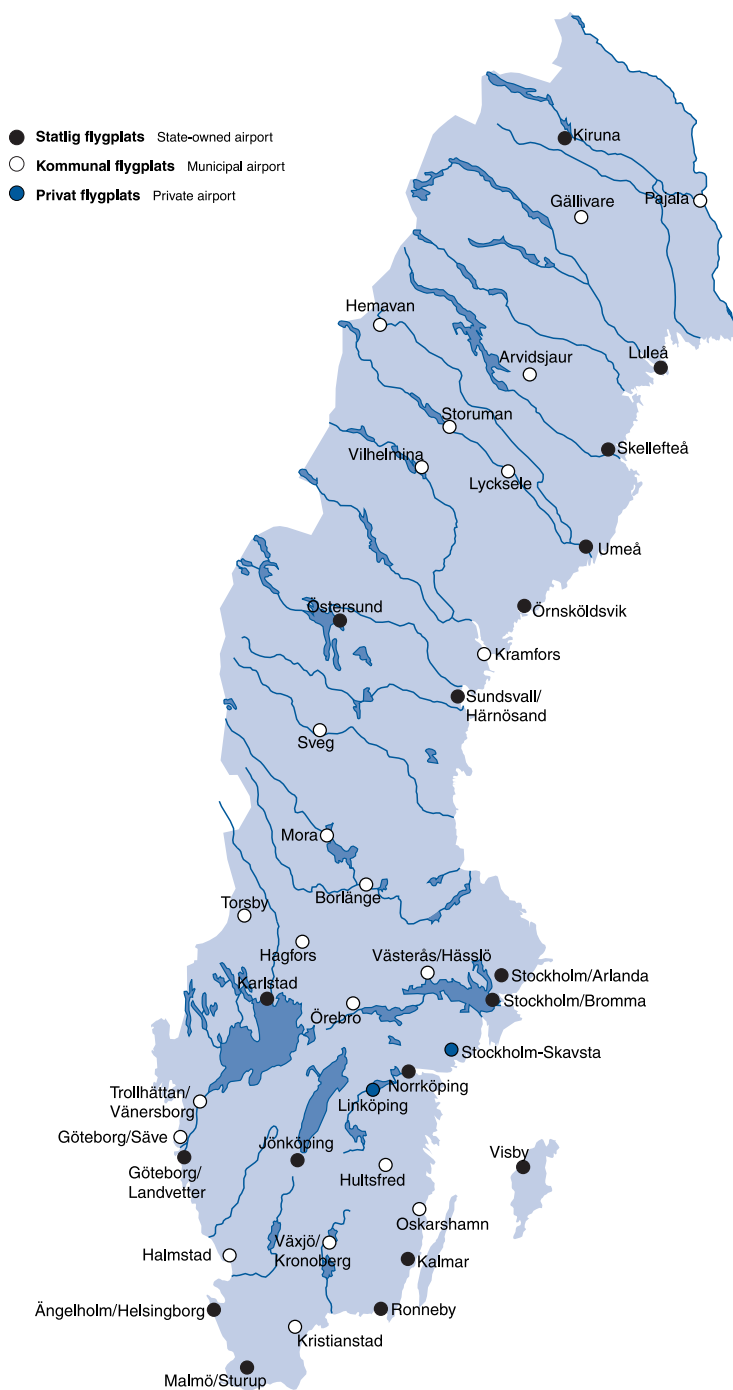 Statlig flygplats State-owned airport
Kommunal flygplats Municipal airport
Privat flygplats Private airport
Kiruna
Gällivare
Pajala
Hemavan
Arvidsjaur
Luleå
Storuman
Skellefteå
Vilhelmina
Lycksele
Umeå
Östersund
Örnsköldsvik
Kramfors
Sundsvall/
Härnösand
Sveg
Mora
Borlänge
Torsby
Hagfors
Västerås/Hässlö
Stockholm/Arlanda
Karlstad
Stockholm/Bromma
Örebro
Stockholm-Skavsta
Norrköping
Linköping
Trollhättan/
Vänersborg
Göteborg/Säve
Jönköping
Visby
Göteborg/
Landvetter
Hultsfred
Oskarshamn
Växjö/
Kronoberg
Halmstad
Kalmar
Ängelholm/Helsingborg
Ronneby
Kristianstad
Malmö/Sturup